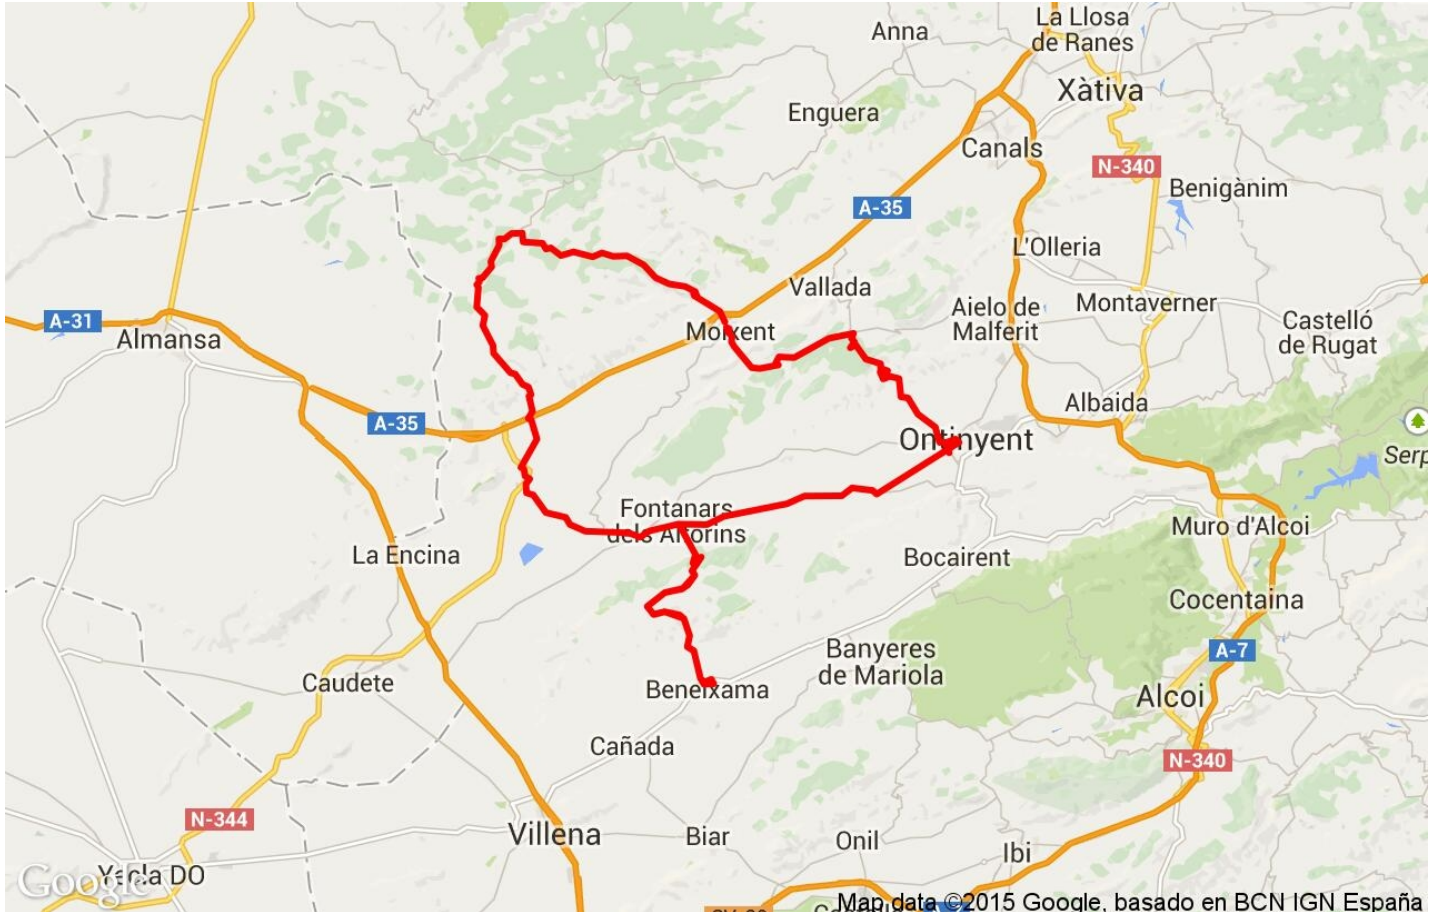 La Llosa
de Ranes
Anna
Xàtiva
Enguera
Canals
N-340
Benigànim
A-35
L'Olleria
Vallada
Aielo de
Malferit
Montaverner
A-31
Almansa
Moixent
Castelló
de Rugat
Albaida
A-35
Ontinyent
Serp
Fontanars
dels Alforins
Muro d'Alcoi
La Encina
Bocairent
Cocentaina
A-7
Banyeres
de Mariola
Caudete
Beneixama
Alcoi
Cañada
N-340
N-344
Villena
Biar
Onil
Ibi
Yecla DO
Google
Map data ©2015 Google, basado en BCN IGN España